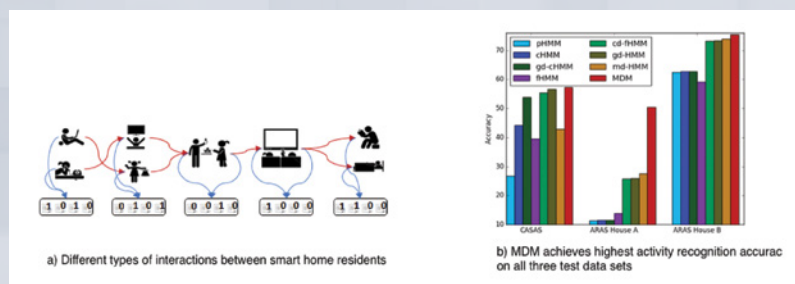 1 0 1 0
0 1 0 1
0 0 1 0
0 0 0 0
1 0 1 0
a) Different types of interactions between smart home residents
pHMM
cHMM
gd-cHMM
fHMM
cd-fHMM
gd-HMM
md-HMM
MDM
Accuracy
70
60
50
40
30
20
10
CASAS
ARAS House A
ARAS House B
b) MDM achieves highest activity recognition accurac
on all three test data sets